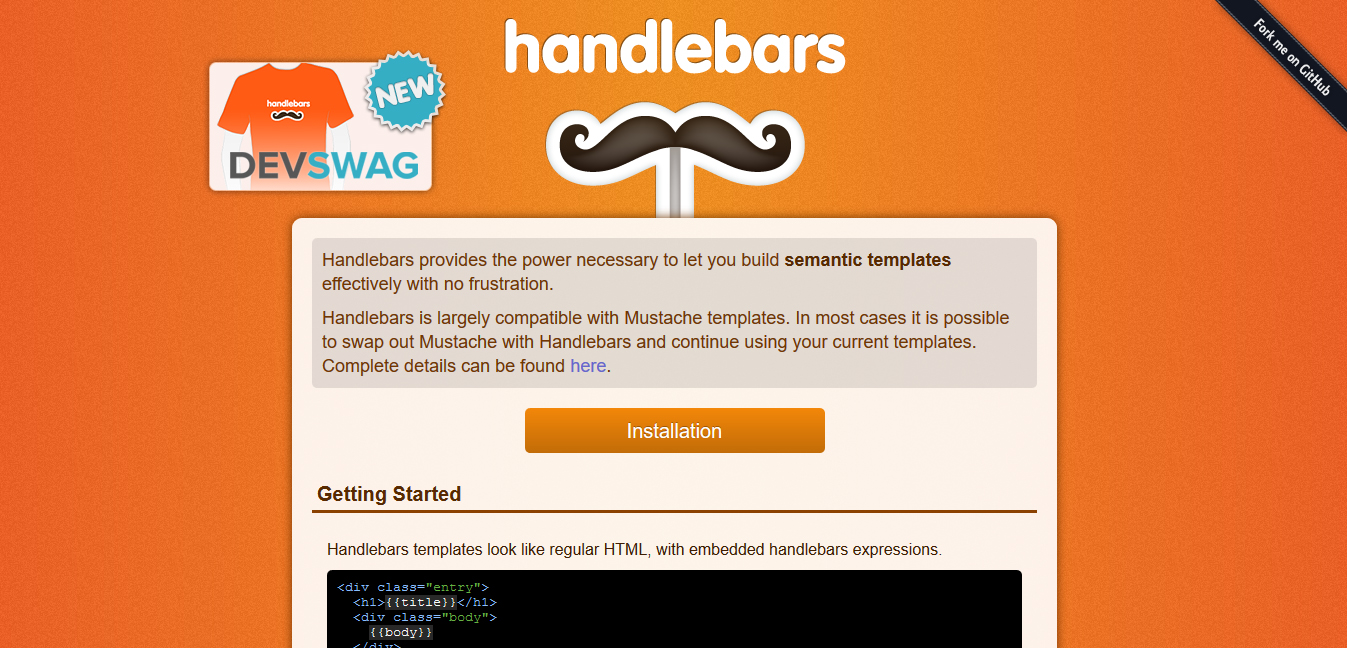 handlebars
Fork me on GitHub
handlebars
NEW
DEVSWAG
Handlebars provides the power necessary to let you build semantic templates
effectively with no frustration.
Handlebars is largely compatible with Mustache templates. In most cases it is possible
to swap out Mustache with Handlebars and continue using your current templates.
Complete details can be found here.
Installation
Getting Started
Handlebars templates look like regular HTML, with embedded handlebars expressions.
<div class="entry">
  <h1>{{title}}</h1>
  <div class="body">
    {{body}}
  </div>